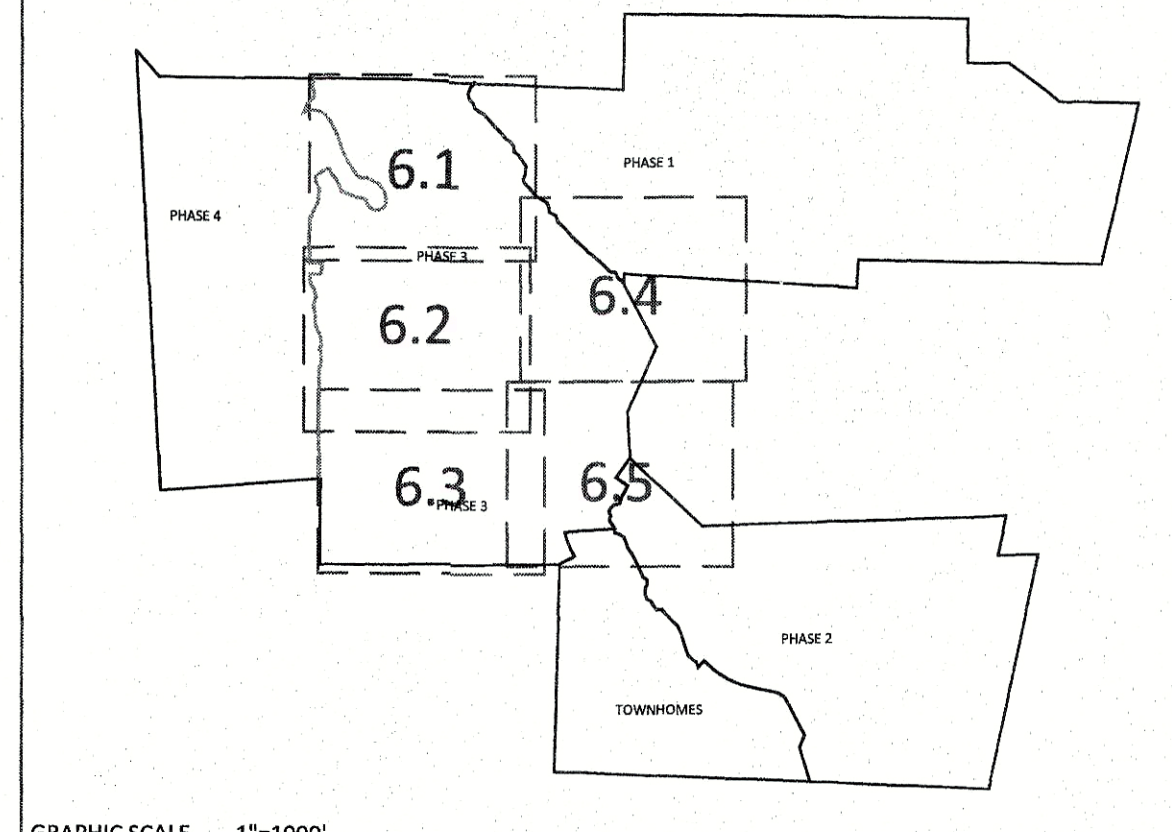 PHASE 1
6.1
PHASE 4
PHASE 3
6.4
6.2
6.3
6.5
PHASE 3
PHASE 2
TOWNHOMES
GRAPHIC SCALE 1"=1000'